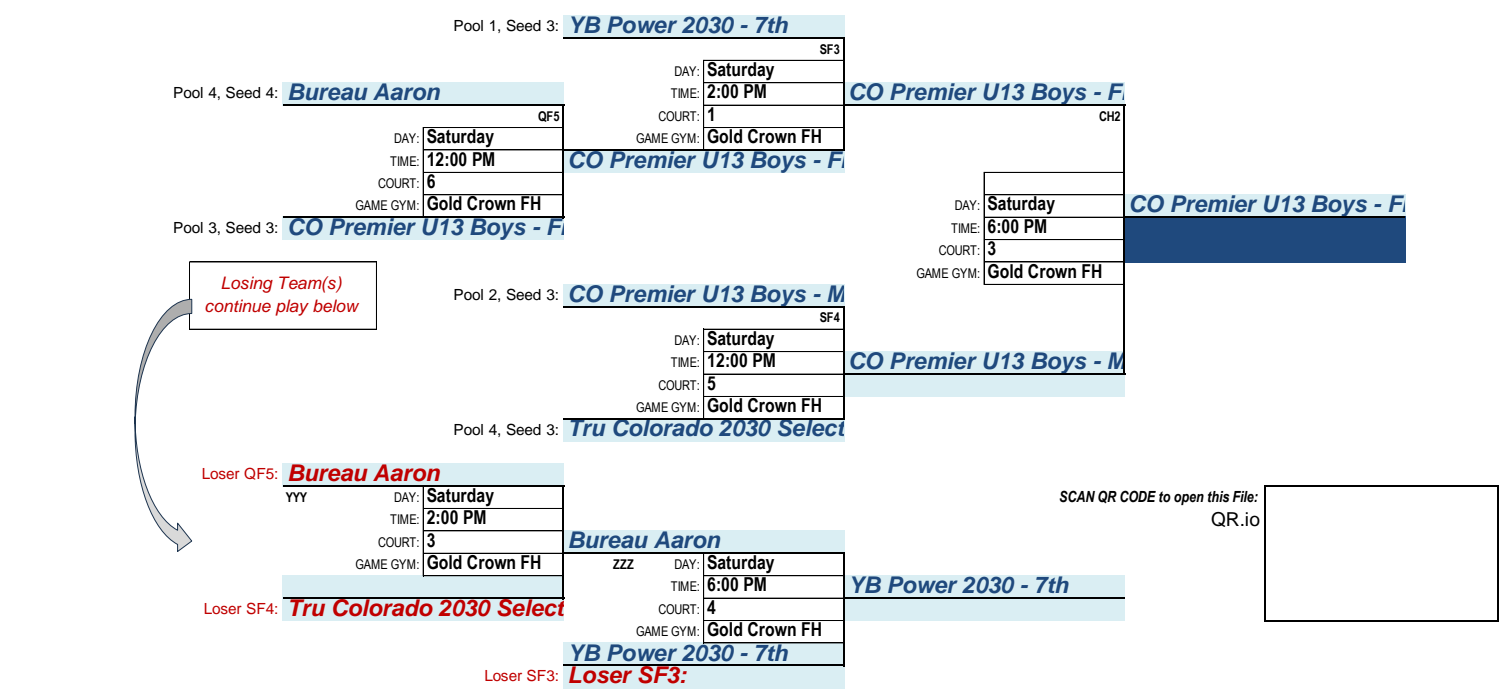 Pool 1, Seed 3: YB Power 2030 - 7th
SF3
DAY: Saturday
Pool 4, Seed 4: Bureau Aaron
TIME: 2:00 PM
CO Premier U13 Boys - Fi
QF5
COURT: 1
CH2
DAY: Saturday
GAME GYM: Gold Crown FH
TIME: 12:00 PM
CO Premier U13 Boys - Fi
COURT: 6
GAME GYM: Gold Crown FH
DAY: Saturday
CO Premier U13 Boys - Fi
Pool 3, Seed 3: CO Premier U13 Boys - Fi
TIME: 6:00 PM
COURT: 3
GAME GYM: Gold Crown FH
Losing Team(s)
continue play below
Pool 2, Seed 3: CO Premier U13 Boys - M
SF4
DAY: Saturday
TIME: 12:00 PM
CO Premier U13 Boys - M
COURT: 5
GAME GYM: Gold Crown FH
Pool 4, Seed 3: Tru Colorado 2030 Select
Loser QF5: Bureau Aaron
YYY
DAY: Saturday
SCAN QR CODE to open this File:
TIME: 2:00 PM
QR.io
COURT: 3
Bureau Aaron
GAME GYM: Gold Crown FH
ZZZ
DAY: Saturday
TIME: 6:00 PM
YB Power 2030 - 7th
Loser SF4: Tru Colorado 2030 Select
COURT: 4
GAME GYM: Gold Crown FH
YB Power 2030 - 7th
Loser SF3: Loser SF3: